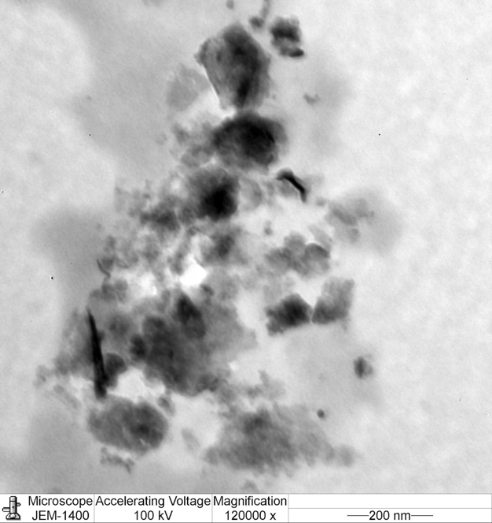 Microscope Accelerating Voltage Magnification
JEM-1400 100 kV 120000 x 200 nm